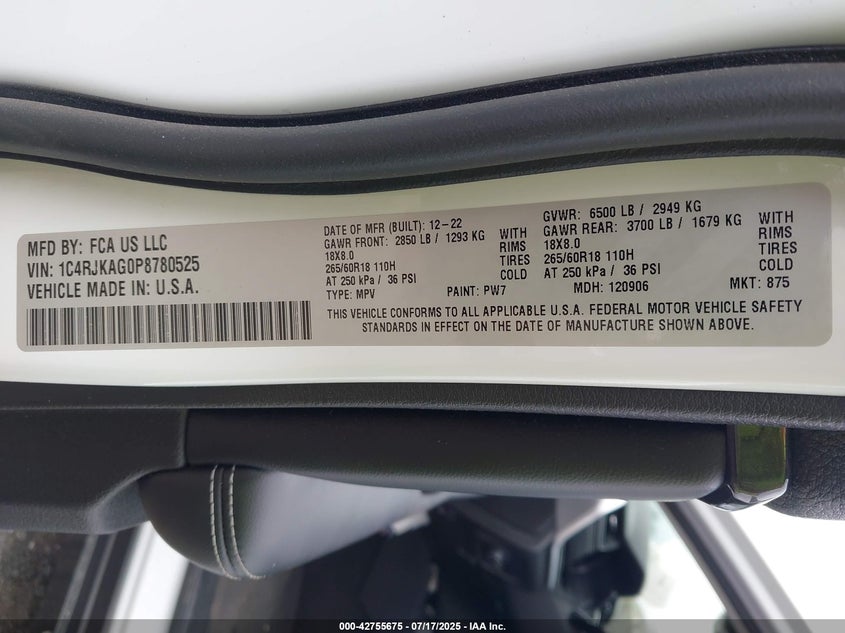 MFD BY: FCA US LLC
VIN: 1C4RJKAG0P8780525
VEHICLE MADE IN: U.S.A.
DATE OF MFR (BUILT): 12-22
GAWR FRONT: 2850 LB / 1293 KG WITH
18X8.0 RIMS
265/60R18 110H TIRES
AT 250 kPa / 36 PSI COLD
TYPE: MPV PAINT: PW7
GVWR: 6500 LB / 2949 KG
GAWR REAR: 3700 LB / 1679 KG WITH
18X8.0 RIMS
265/60R18 110H TIRES
AT 250 kPa / 36 PSI COLD
MDH: 120906 MKT: 875
THIS VEHICLE CONFORMS TO ALL APPLICABLE U.S.A. FEDERAL MOTOR VEHICLE SAFETY
STANDARDS IN EFFECT ON THE DATE OF MANUFACTURE SHOWN ABOVE.
000-42755675 - 07/17/2025 - IAA Inc.